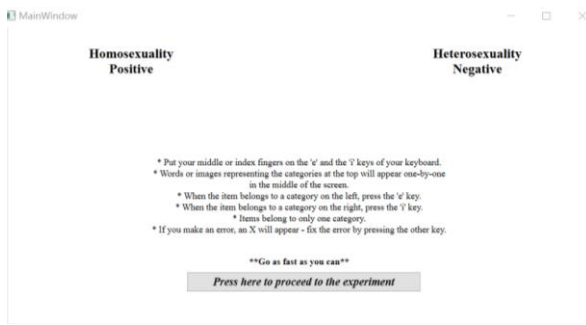 MainWindow
Homosexuality
Positive
Heterosexuality
Negative
* Put your middle or index fingers on the 'e' and the 'i' keys of your keyboard.
* Words or images representing the categories at the top will appear one-by-one
in the middle of the screen.
* When the item belongs to a category on the left, press the 'e' key.
* When the item belongs to a category on the right, press the 'i' key.
* Items belong to only one category.
* If you make an error, an X will appear - fix the error by pressing the other key.
**Go as fast as you can**
Press here to proceed to the experiment